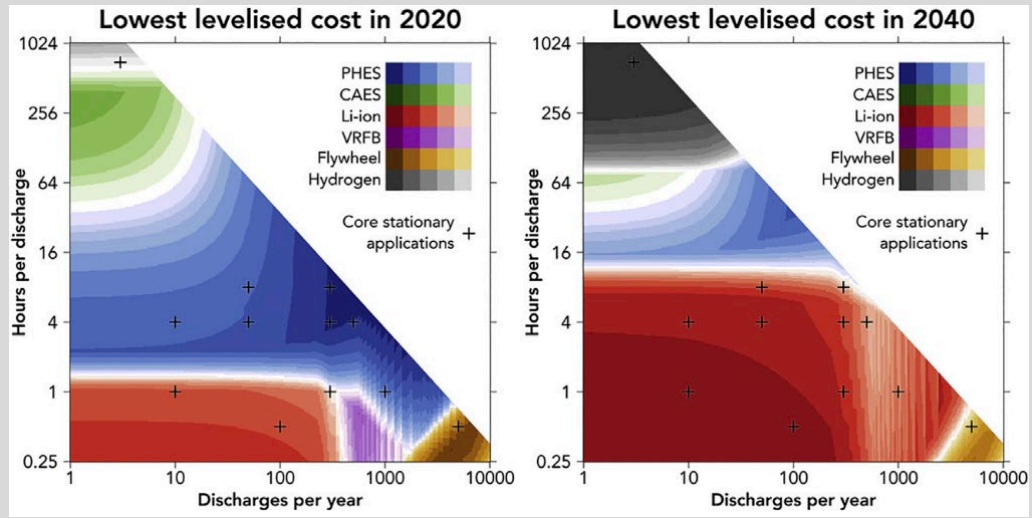 Lowest levelised cost in 2020
1024
256
64
16
4
1
0.25
Hours per discharge
1
10
100
1000
10000
Discharges per year
PHES
CAES
Li-ion
VRFB
Flywheel
Hydrogen
Core stationary
applications +
Lowest levelised cost in 2040
1024
256
64
16
4
1
0.25
Hours per discharge
1
10
100
1000
10000
Discharges per year
PHES
CAES
Li-ion
VRFB
Flywheel
Hydrogen
Core stationary
applications +